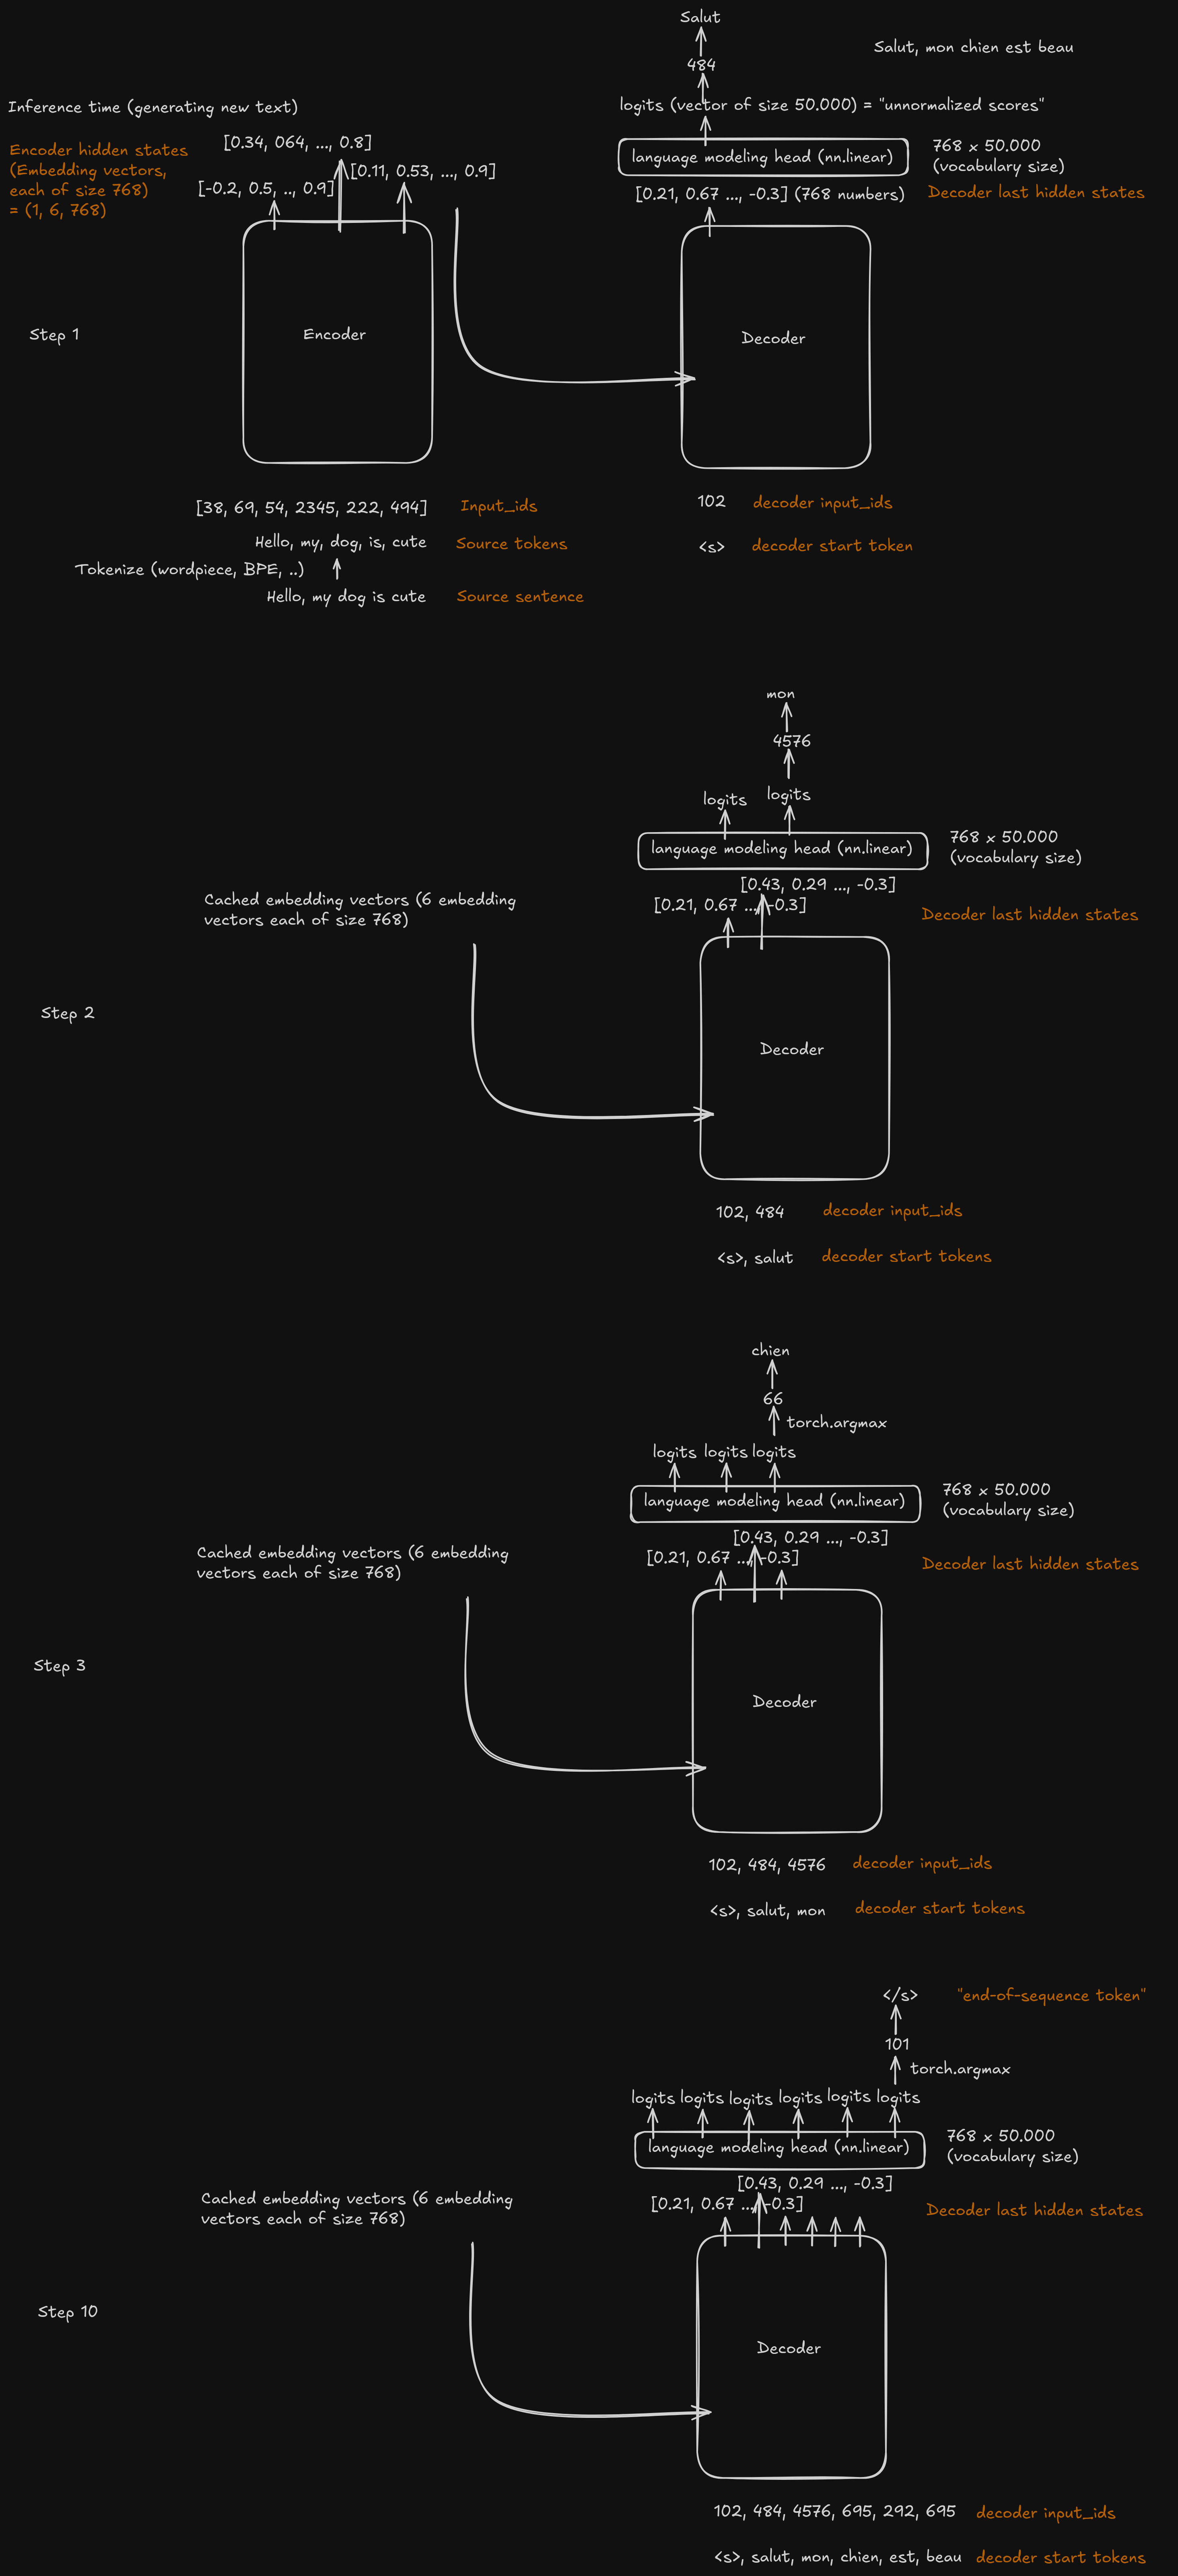 Salut
484
Salut, mon chien est beau
logits (vector of size 50.000) = "unnormalized scores"
language modeling head (nn.linear)
768 x 50.000
(vocabulary size)
[0.21, 0.67 ..., -0.3] (768 numbers)
Decoder last hidden states
Inference time (generating new text)
Encoder hidden states
(Embedding vectors,
each of size 768)
= (1, 6, 768)
[0.34, 064, ..., 0.8]
[0.11, 0.53, ..., 0.9]
[-0.2, 0.5, .., 0.9]
Step 1
Encoder
Decoder
[38, 69, 54, 2345, 222, 494]
Input_ids
Hello, my, dog, is, cute
Source tokens
Tokenize (wordpiece, BPE, ..)
Hello, my dog is cute
Source sentence
102
decoder input_ids
<s>
decoder start token
mon
4576
logits
logits
language modeling head (nn.linear)
768 x 50.000
(vocabulary size)
[0.43, 0.29 ..., -0.3]
[0.21, 0.67 ..., -0.3]
Decoder last hidden states
Cached embedding vectors (6 embedding
vectors each of size 768)
Step 2
Decoder
102, 484
decoder input_ids
<s>, salut
decoder start tokens
chien
66
torch.argmax
logits
logits
logits
language modeling head (nn.linear)
768 x 50.000
(vocabulary size)
[0.43, 0.29 ..., -0.3]
[0.21, 0.67 ..., -0.3]
Decoder last hidden states
Cached embedding vectors (6 embedding
vectors each of size 768)
Step 3
Decoder
102, 484, 4576
decoder input_ids
<s>, salut, mon
decoder start tokens
</s>
"end-of-sequence token"
101
torch.argmax
logits
logits
logits
logits
logits
logits
language modeling head (nn.linear)
768 x 50.000
(vocabulary size)
[0.43, 0.29 ..., -0.3]
[0.21, 0.67 ..., -0.3]
Decoder last hidden states
Cached embedding vectors (6 embedding
vectors each of size 768)
Step 10
Decoder
102, 484, 4576, 695, 292, 695
decoder input_ids
<s>, salut, mon, chien, est, beau
decoder start tokens